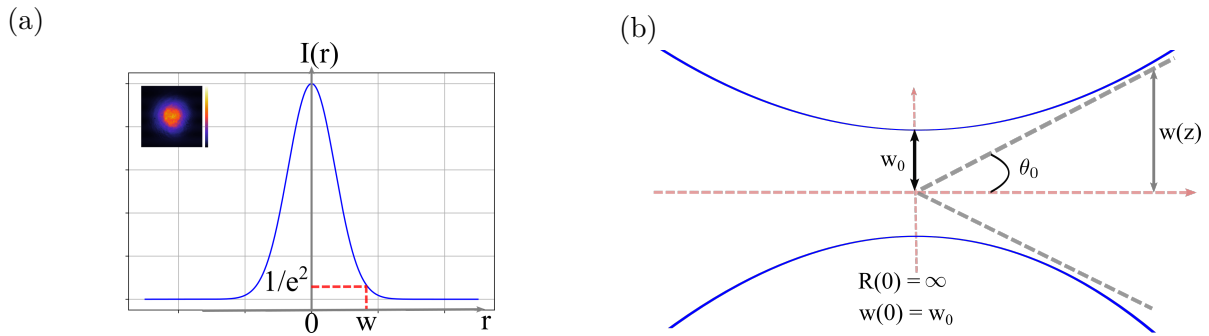 (a)
I(r)
1/e²
0
w
r
(b)
w₀
θ₀
w(z)
R(0) = ∞
w(0) = w₀